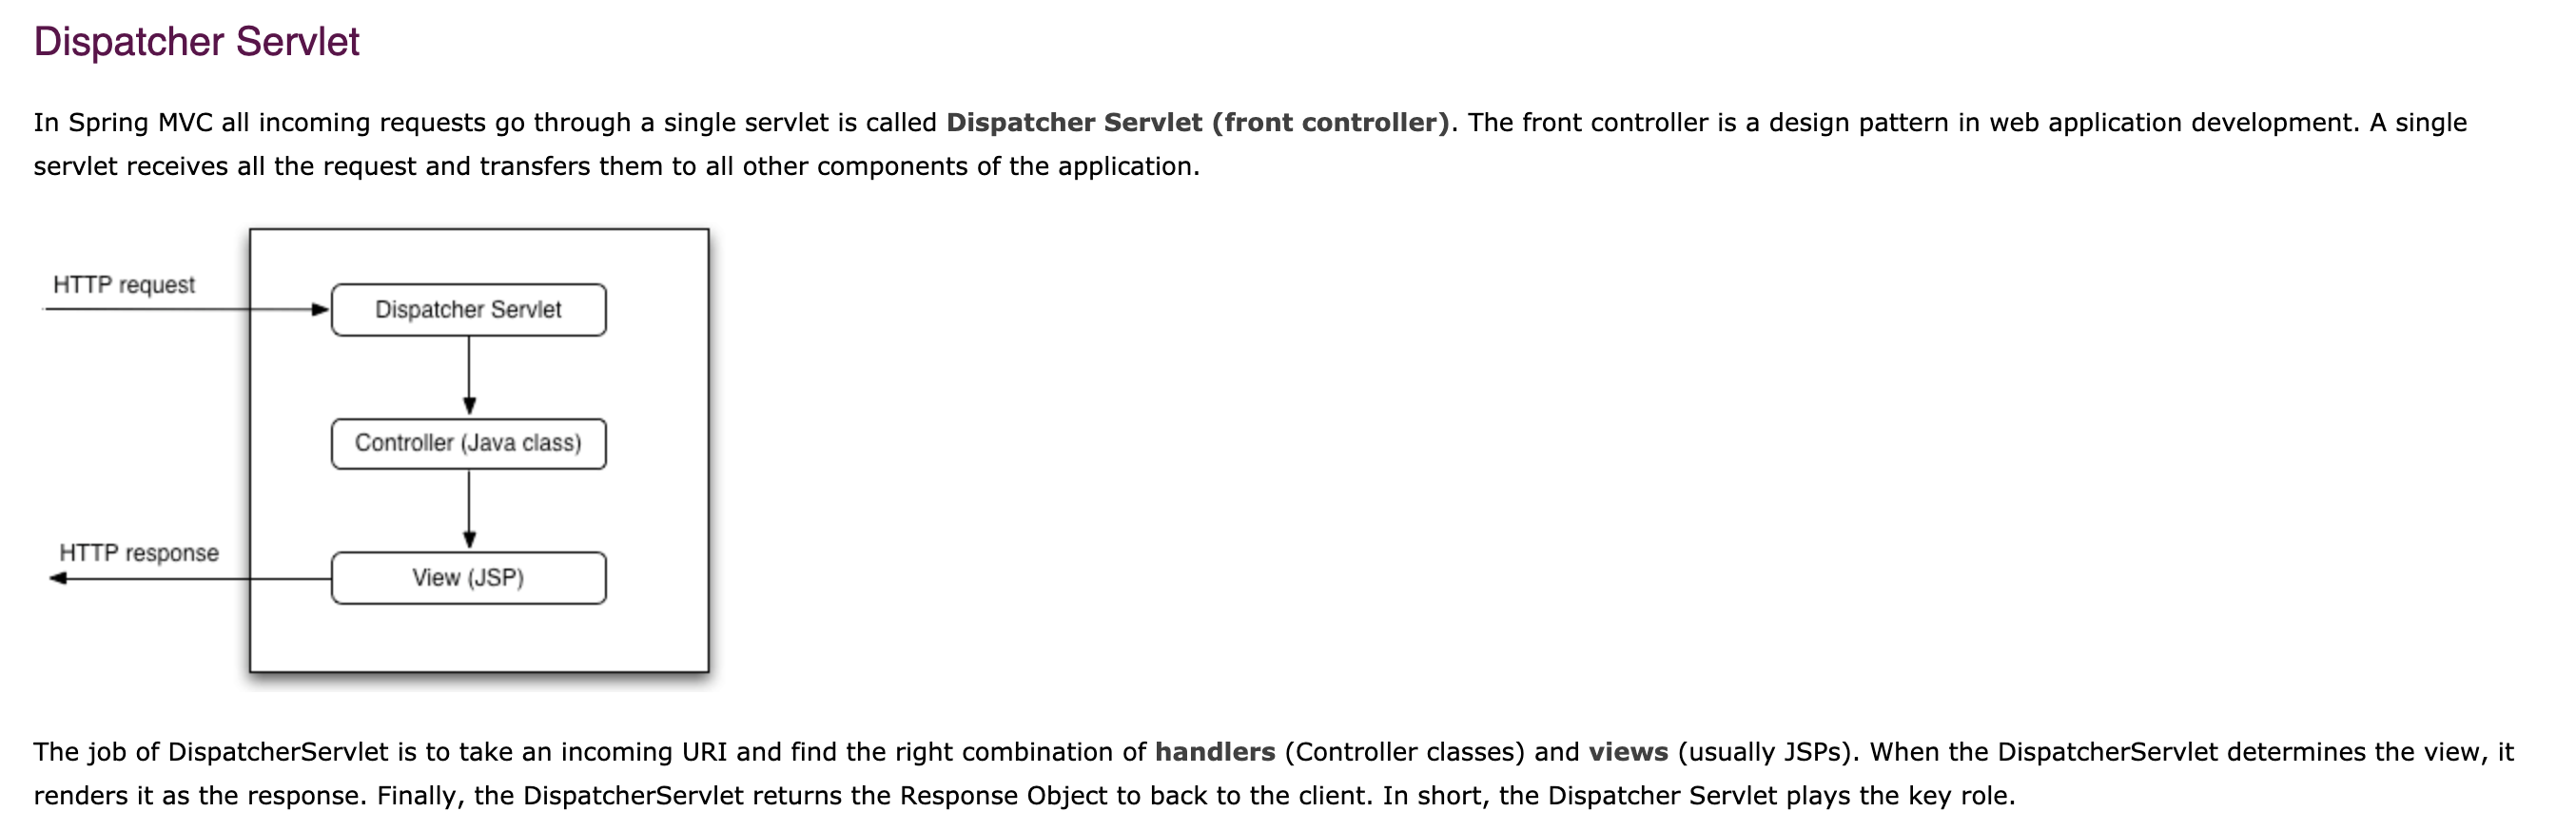 Dispatcher Servlet
In Spring MVC all incoming requests go through a single servlet is called Dispatcher Servlet (front controller). The front controller is a design pattern in web application development. A single
servlet receives all the request and transfers them to all other components of the application.
HTTP request
Dispatcher Servlet
Controller (Java class)
HTTP response
View (JSP)
The job of DispatcherServlet is to take an incoming URI and find the right combination of handlers (Controller classes) and views (usually JSPs). When the DispatcherServlet determines the view, it
renders it as the response. Finally, the DispatcherServlet returns the Response Object to back to the client. In short, the Dispatcher Servlet plays the key role.